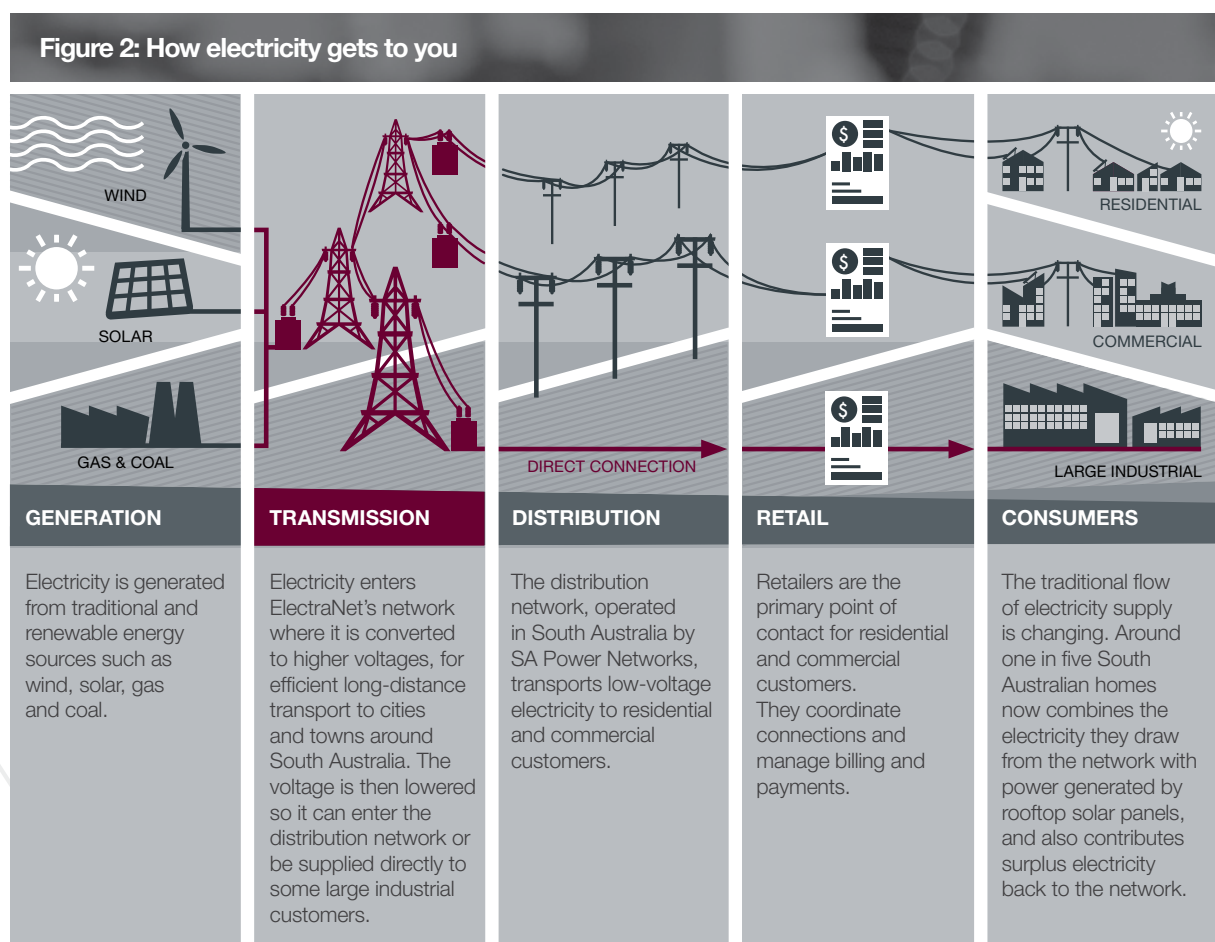 Figure 2: How electricity gets to you
WIND
SOLAR
GAS & COAL
DIRECT CONNECTION
$
$
$
RESIDENTIAL
COMMERCIAL
LARGE INDUSTRIAL
GENERATION
Electricity is generated
from traditional and
renewable energy
sources such as
wind, solar, gas
and coal.
TRANSMISSION
Electricity enters
ElectraNet’s network
where it is converted
to higher voltages, for
efficient long-distance
transport to cities
and towns around
South Australia. The
voltage is then lowered
so it can enter the
distribution network or
be supplied directly to
some large industrial
customers.
DISTRIBUTION
The distribution
network, operated
in South Australia by
SA Power Networks,
transports low-voltage
electricity to residential
and commercial
customers.
RETAIL
Retailers are the
primary point of
contact for residential
and commercial
customers.
They coordinate
connections and
manage billing and
payments.
CONSUMERS
The traditional flow
of electricity supply
is changing. Around
one in five South
Australian homes
now combines the
electricity they draw
from the network with
power generated by
rooftop solar panels,
and also contributes
surplus electricity
back to the network.